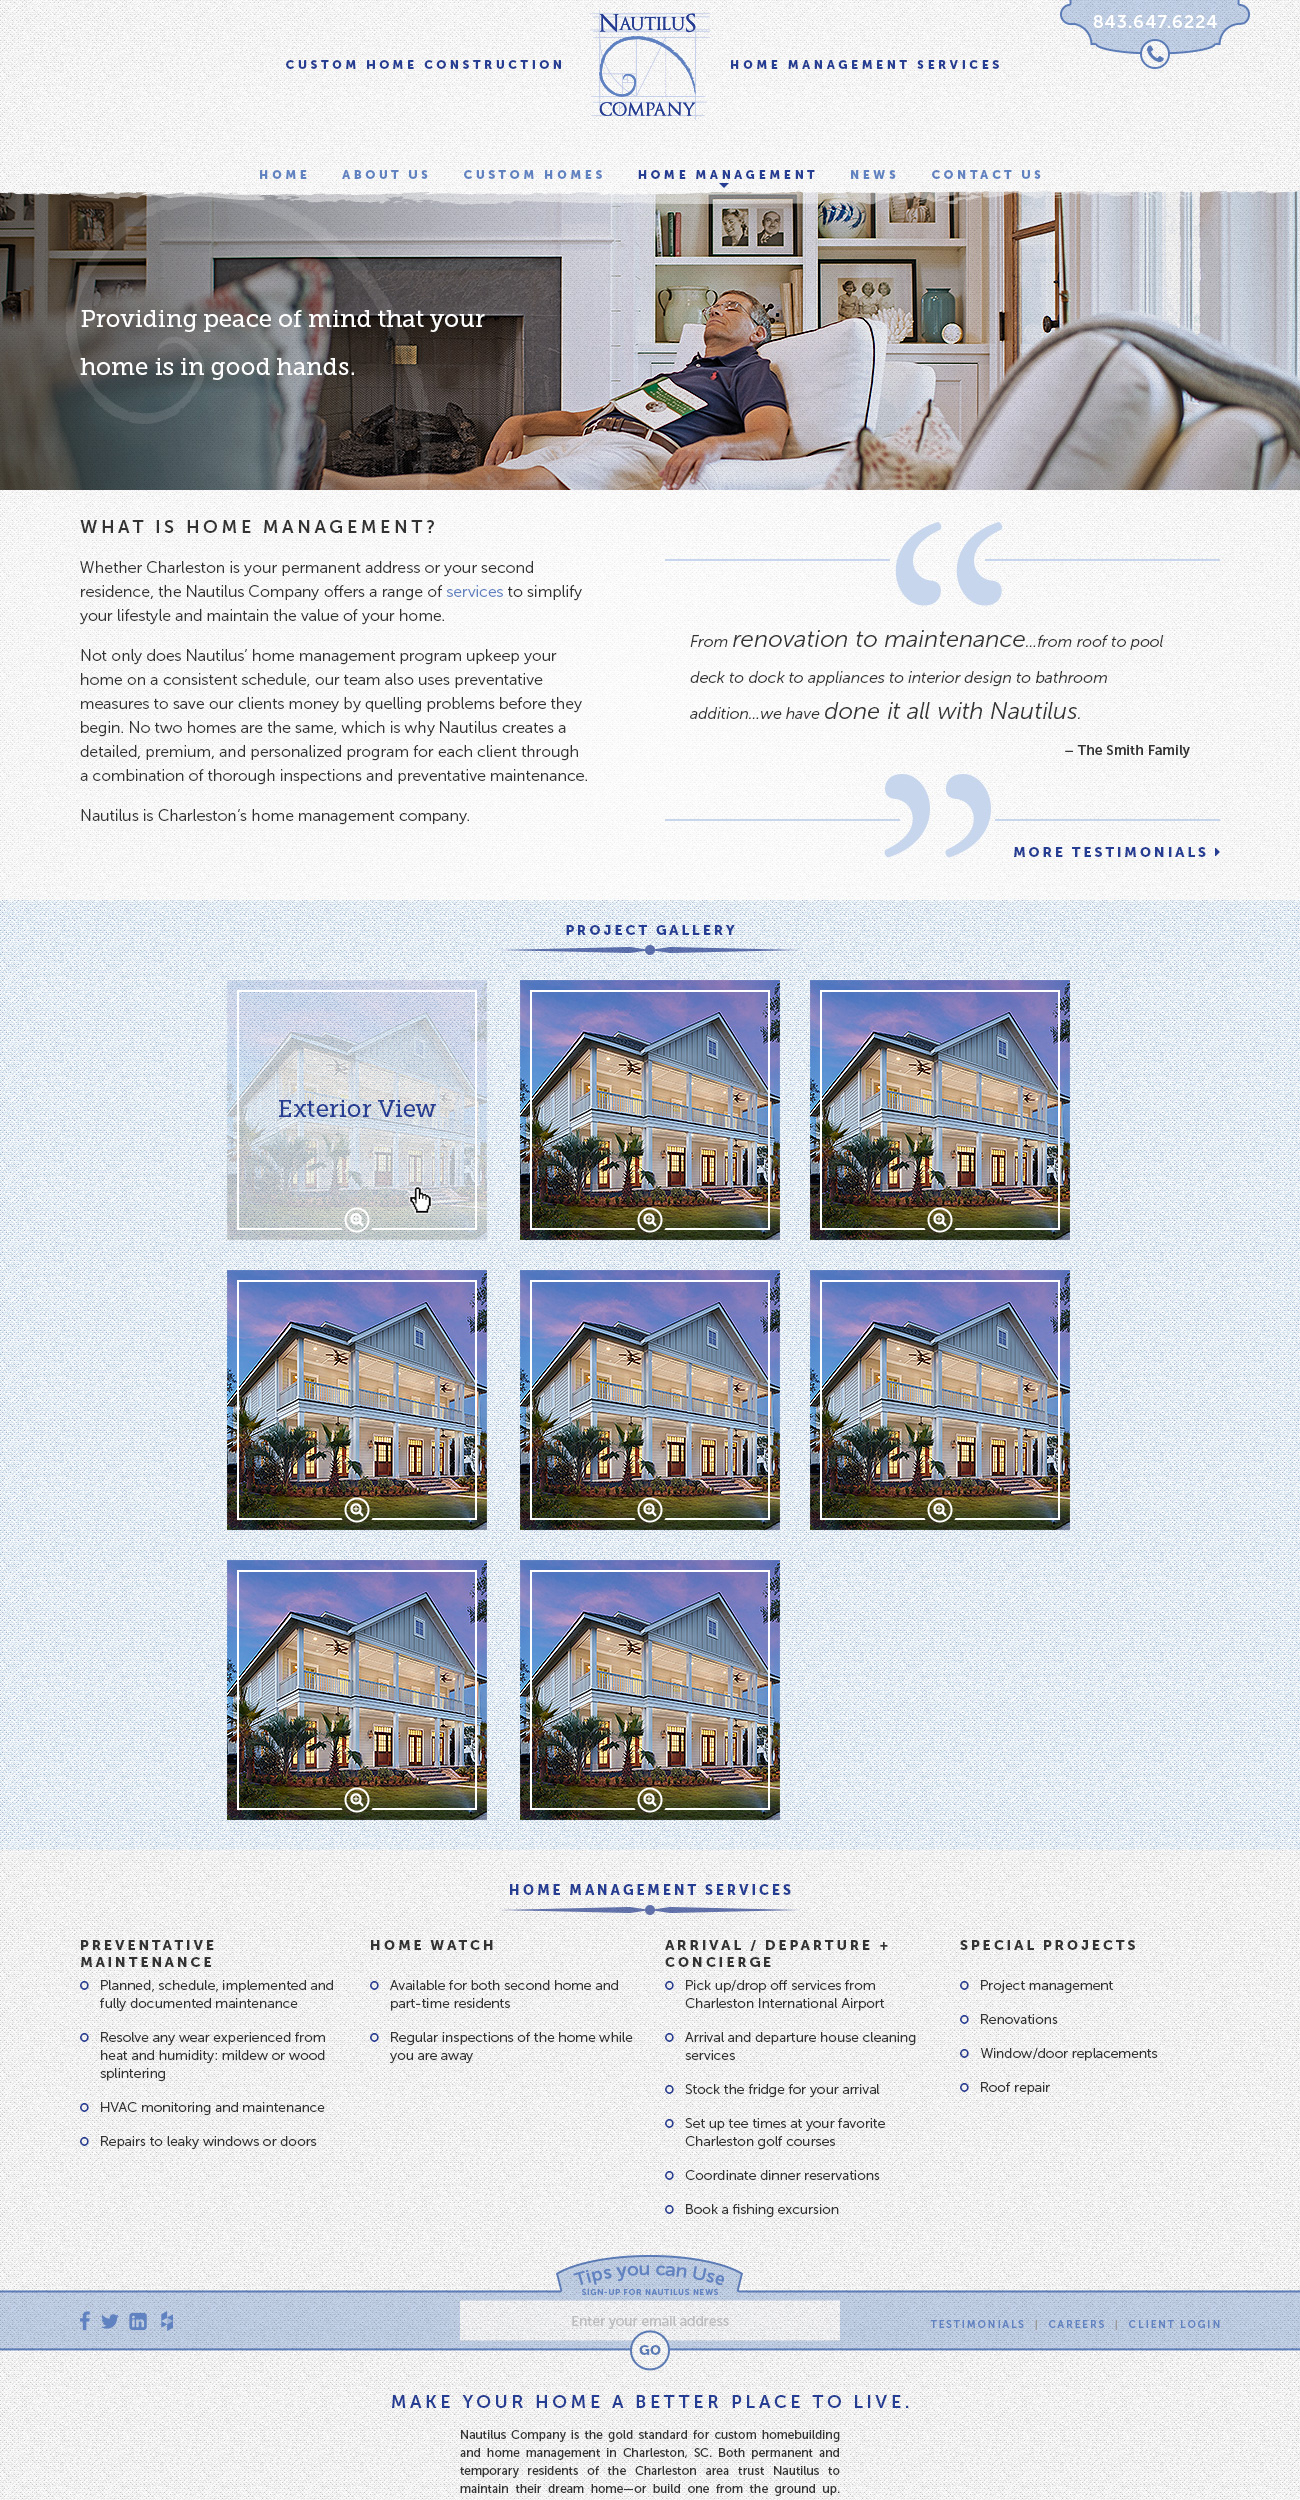 NAUTILUS
COMPANY
CUSTOM HOME CONSTRUCTION
HOME MANAGEMENT SERVICES
843.647.6224
HOME
ABOUT US
CUSTOM HOMES
HOME MANAGEMENT
NEWS
CONTACT US
Providing peace of mind that your
home is in good hands.
WHAT IS HOME MANAGEMENT?
Whether Charleston is your permanent address or your second
residence, the Nautilus Company offers a range of services to simplify
your lifestyle and maintain the value of your home.
Not only does Nautilus’ home management program upkeep your
home on a consistent schedule, our team also uses preventative
measures to save our clients money by quelling problems before they
begin. No two homes are the same, which is why Nautilus creates a
detailed, premium, and personalized program for each client through
a combination of thorough inspections and preventative maintenance.
Nautilus is Charleston’s home management company.
“
From renovation to maintenance...from roof to pool
deck to dock to appliances to interior design to bathroom
addition...we have done it all with Nautilus.
– The Smith Family
”
MORE TESTIMONIALS
PROJECT GALLERY
Exterior View
HOME MANAGEMENT SERVICES
PREVENTATIVE
MAINTENANCE
Planned, schedule, implemented and
fully documented maintenance
Resolve any wear experienced from
heat and humidity: mildew or wood
splintering
HVAC monitoring and maintenance
Repairs to leaky windows or doors
HOME WATCH
Available for both second home and
part-time residents
Regular inspections of the home while
you are away
ARRIVAL / DEPARTURE +
CONCIERGE
Pick up/drop off services from
Charleston International Airport
Arrival and departure house cleaning
services
Stock the fridge for your arrival
Set up tee times at your favorite
Charleston golf courses
Coordinate dinner reservations
Book a fishing excursion
SPECIAL PROJECTS
Project management
Renovations
Window/door replacements
Roof repair
Tips you can Use
SIGN-UP FOR NAUTILUS NEWS
Enter your email address
GO
TESTIMONIALS | CAREERS | CLIENT LOGIN
MAKE YOUR HOME A BETTER PLACE TO LIVE.
Nautilus Company is the gold standard for custom homebuilding
and home management in Charleston, SC. Both permanent and
temporary residents of the Charleston area trust Nautilus to
maintain their dream home—or build one from the ground up.